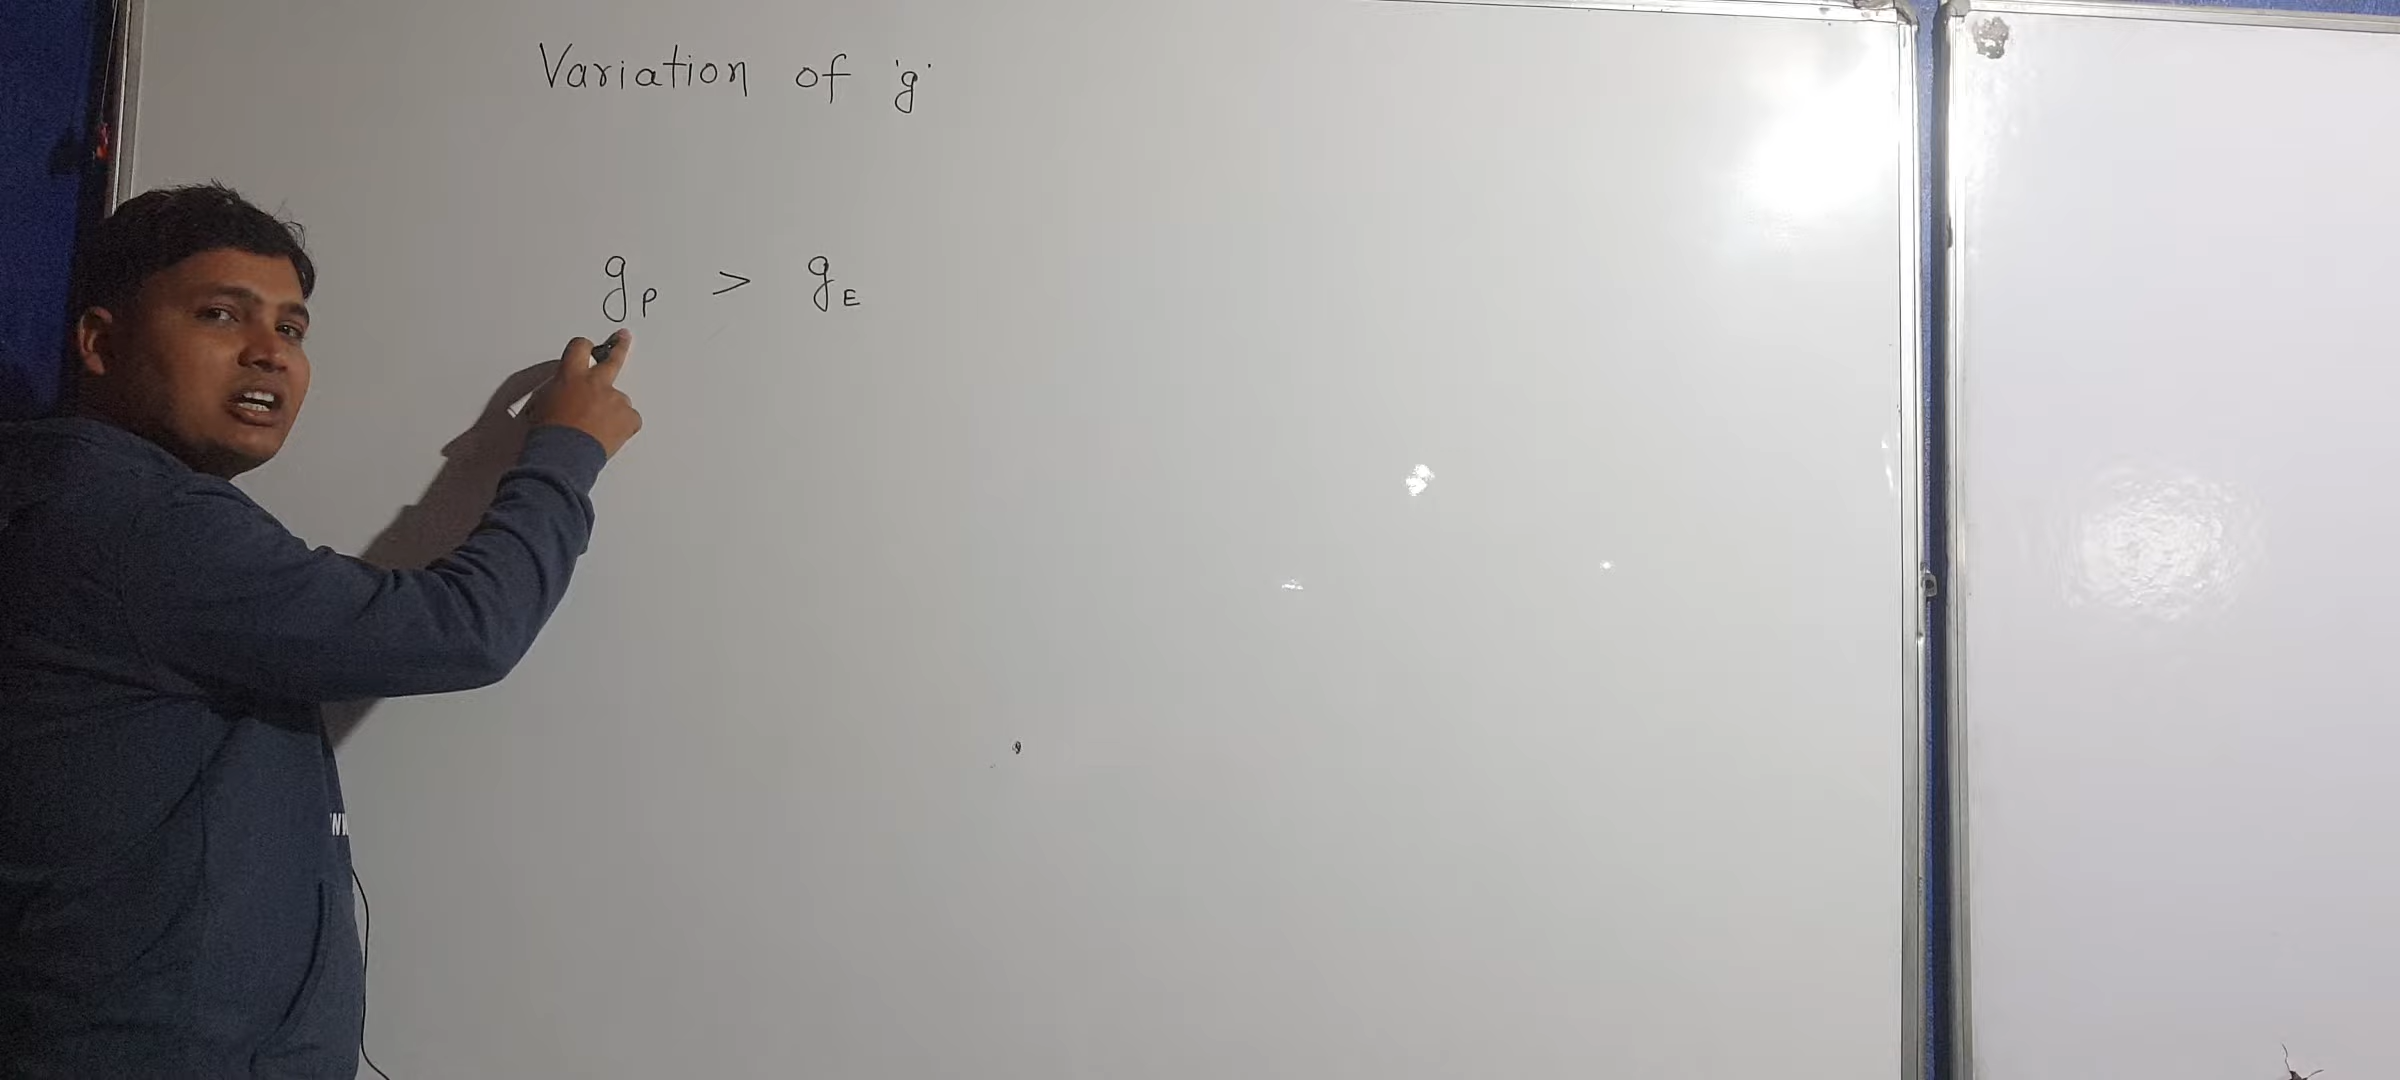 Variation of 'g'
g_P > g_E